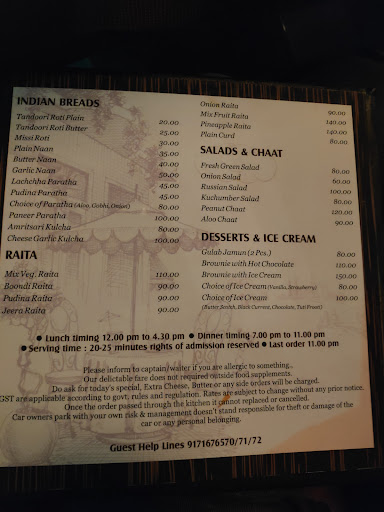 INDIAN BREADS
Tandoori Roti Plain 20.00
Tandoori Roti Butter 25.00
Missi Roti 30.00
Plain Naan 35.00
Butter Naan 40.00
Garlic Naan 50.00
Lachchha Paratha 45.00
Pudina Paratha 45.00
Choice of Paratha (Aloo, Gobhi, Onion) 80.00
Paneer Paratha 100.00
Amritsari Kulcha 80.00
Cheese Garlic Kulcha 100.00
RAITA
Mix Veg. Raita 110.00
Boondi Raita 90.00
Pudina Raita 90.00
Jeera Raita 90.00
Onion Raita 90.00
Mix Fruit Raita 140.00
Pineapple Raita 140.00
Plain Curd 80.00
SALADS & CHAAT
Fresh Green Salad 80.00
Onion Salad 60.00
Russian Salad 100.00
Kuchumber Salad 80.00
Peanut Chaat 120.00
Aloo Chaat 90.00
DESSERTS & ICE CREAM
Gulab Jamun (2 Pcs.) 80.00
Brownie with Hot Chocolate 110.00
Brownie with Ice Cream 150.00
Choice of Ice Cream (Vanilla, Strawberry) 80.00
Choice of Ice Cream 100.00
(Butter Scotch, Black Current, Chocolate, Tuti Frooti)
● Lunch timing 12.00 pm to 4.30 pm ● Dinner timing 7.00 pm to 11.00 pm
● Serving time : 20-25 minutes rights of admission reserved ● Last order 11.00 pm
Please inform to captain/waiter if you are allergic to something..
Our delictable fare does not required outside food supplements.
Do ask for today's special, Extra Cheese, Butter or any side orders will be charged.
GST are applicable according to govt. rules and regulation. Rates are subject to change without any prior notice.
Once the order passed through the kitchen it cannot replaced or cancelled.
Car owners park with your own risk & management doesn't stand responsible for theft or damage of the
car or any personal belonging.
Guest Help Lines 9171676570/71/72